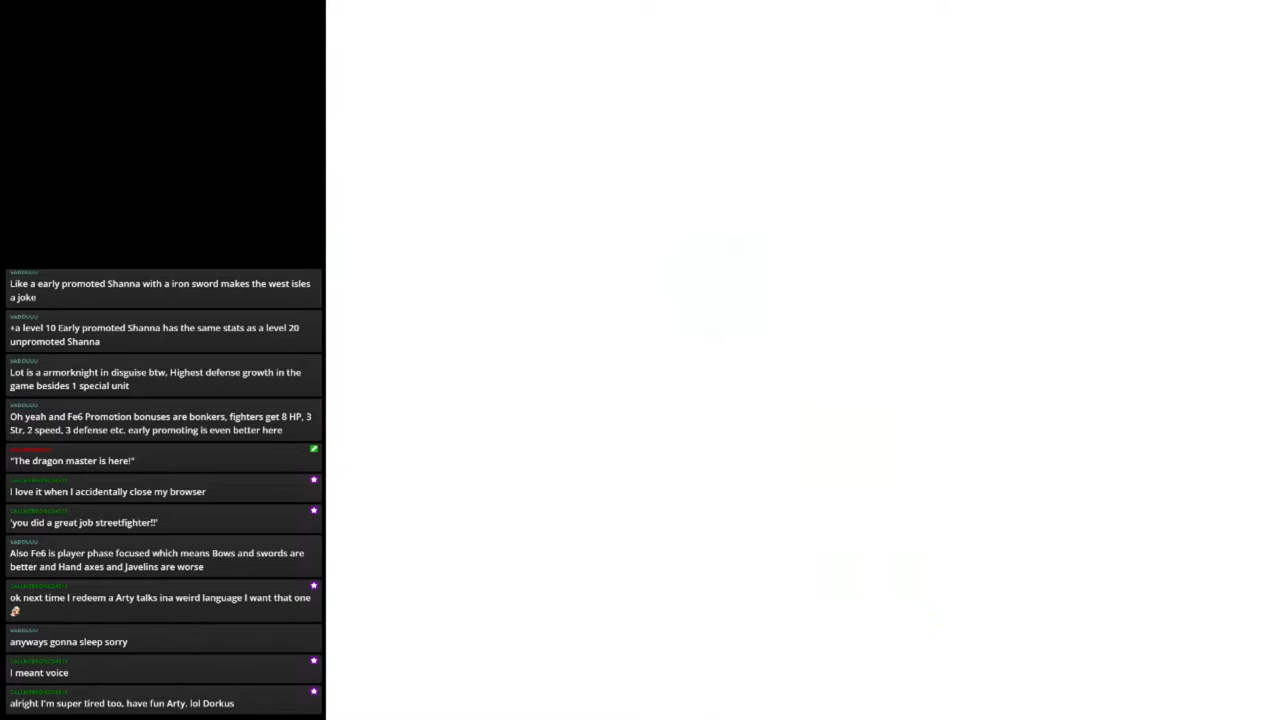 VABOUUU
Like a early promoted Shanna with a iron sword makes the west isles
a joke
VABOUUU
+a level 10 Early promoted Shanna has the same stats as a level 20
unpromoted Shanna
VABOUUU
Lot is a armorknight in disguise btw, Highest defense growth in the
game besides 1 special unit
VABOUUU
Oh yeah and Fe6 Promotion bonuses are bonkers, fighters get 8 HP, 3
Str, 2 speed, 3 defense etc. early promoting is even better here
"The dragon master is here!"
I love it when I accidentally close my browser
'you did a great job streetfighter!!'
VABOUUU
Also Fe6 is player phase focused which means Bows and swords are
better and Hand axes and Javelins are worse
ok next time I redeem a Arty talks ina weird language I want that one
VABOUUU
anyways gonna sleep sorry
I meant voice
alright I'm super tired too, have fun Arty. lol Dorkus